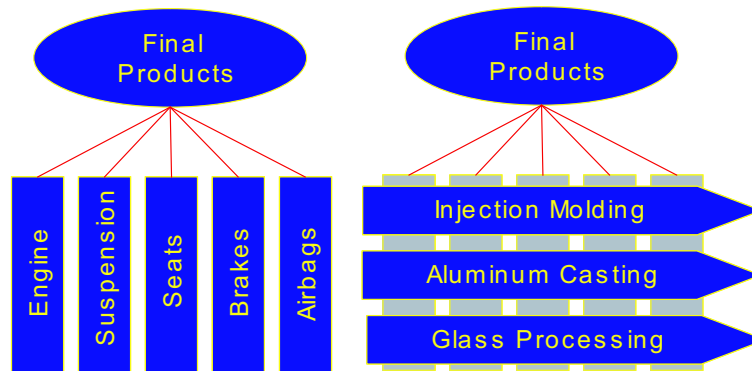 Final
Products
Engine
Suspension
Seats
Brakes
Airbags
Final
Products
Injection Molding
Aluminum Casting
Glass Processing